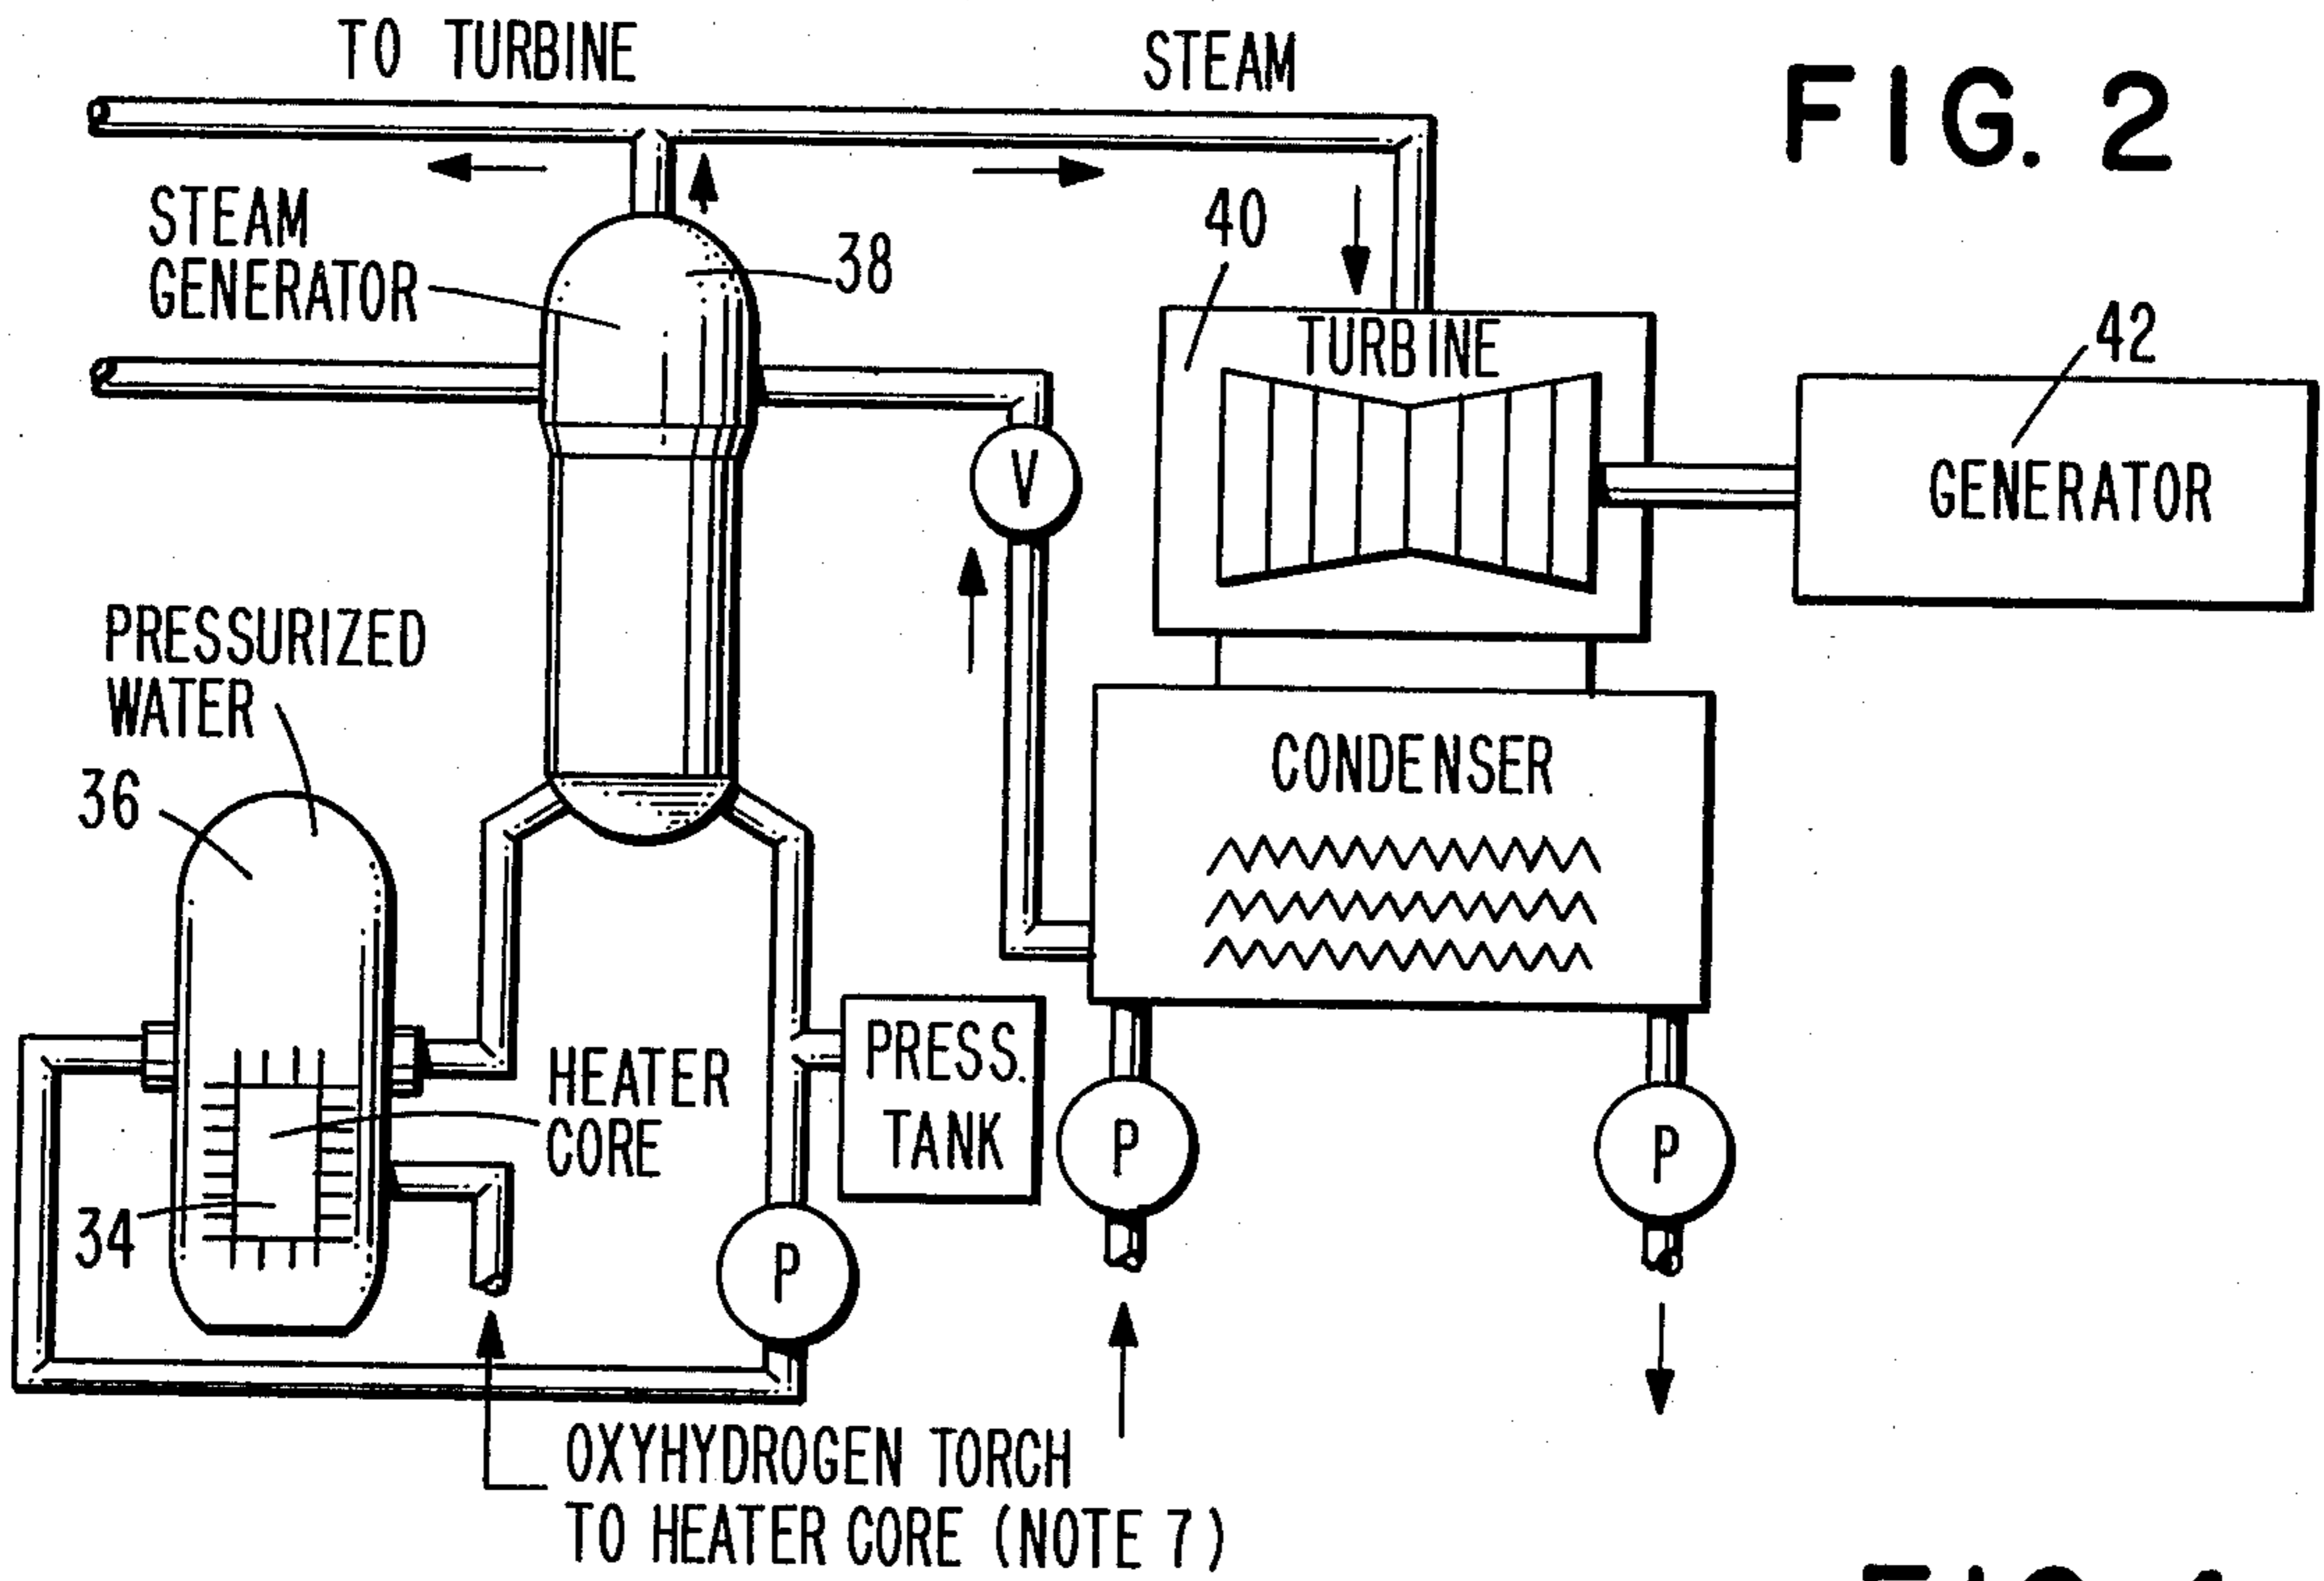 TO TURBINE
STEAM
FIG. 2
STEAM
GENERATOR
38
40
TURBINE
42
GENERATOR
V
PRESSURIZED
WATER
36
CONDENSER
HEATER
CORE
34
PRESS.
TANK
P
P
P
OXYHYDROGEN TORCH
TO HEATER CORE (NOTE 7)